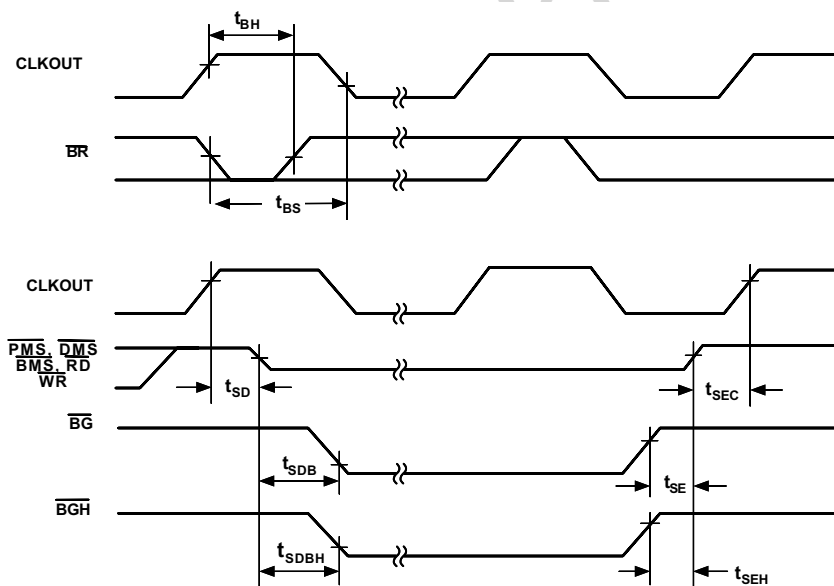 tBH
CLKOUT
BR
tBS
CLKOUT
PMS, DMS
BMS, RD
WR
tSD
tSEC
BG
tSDB
tSE
BGH
tSDBH
tSEH